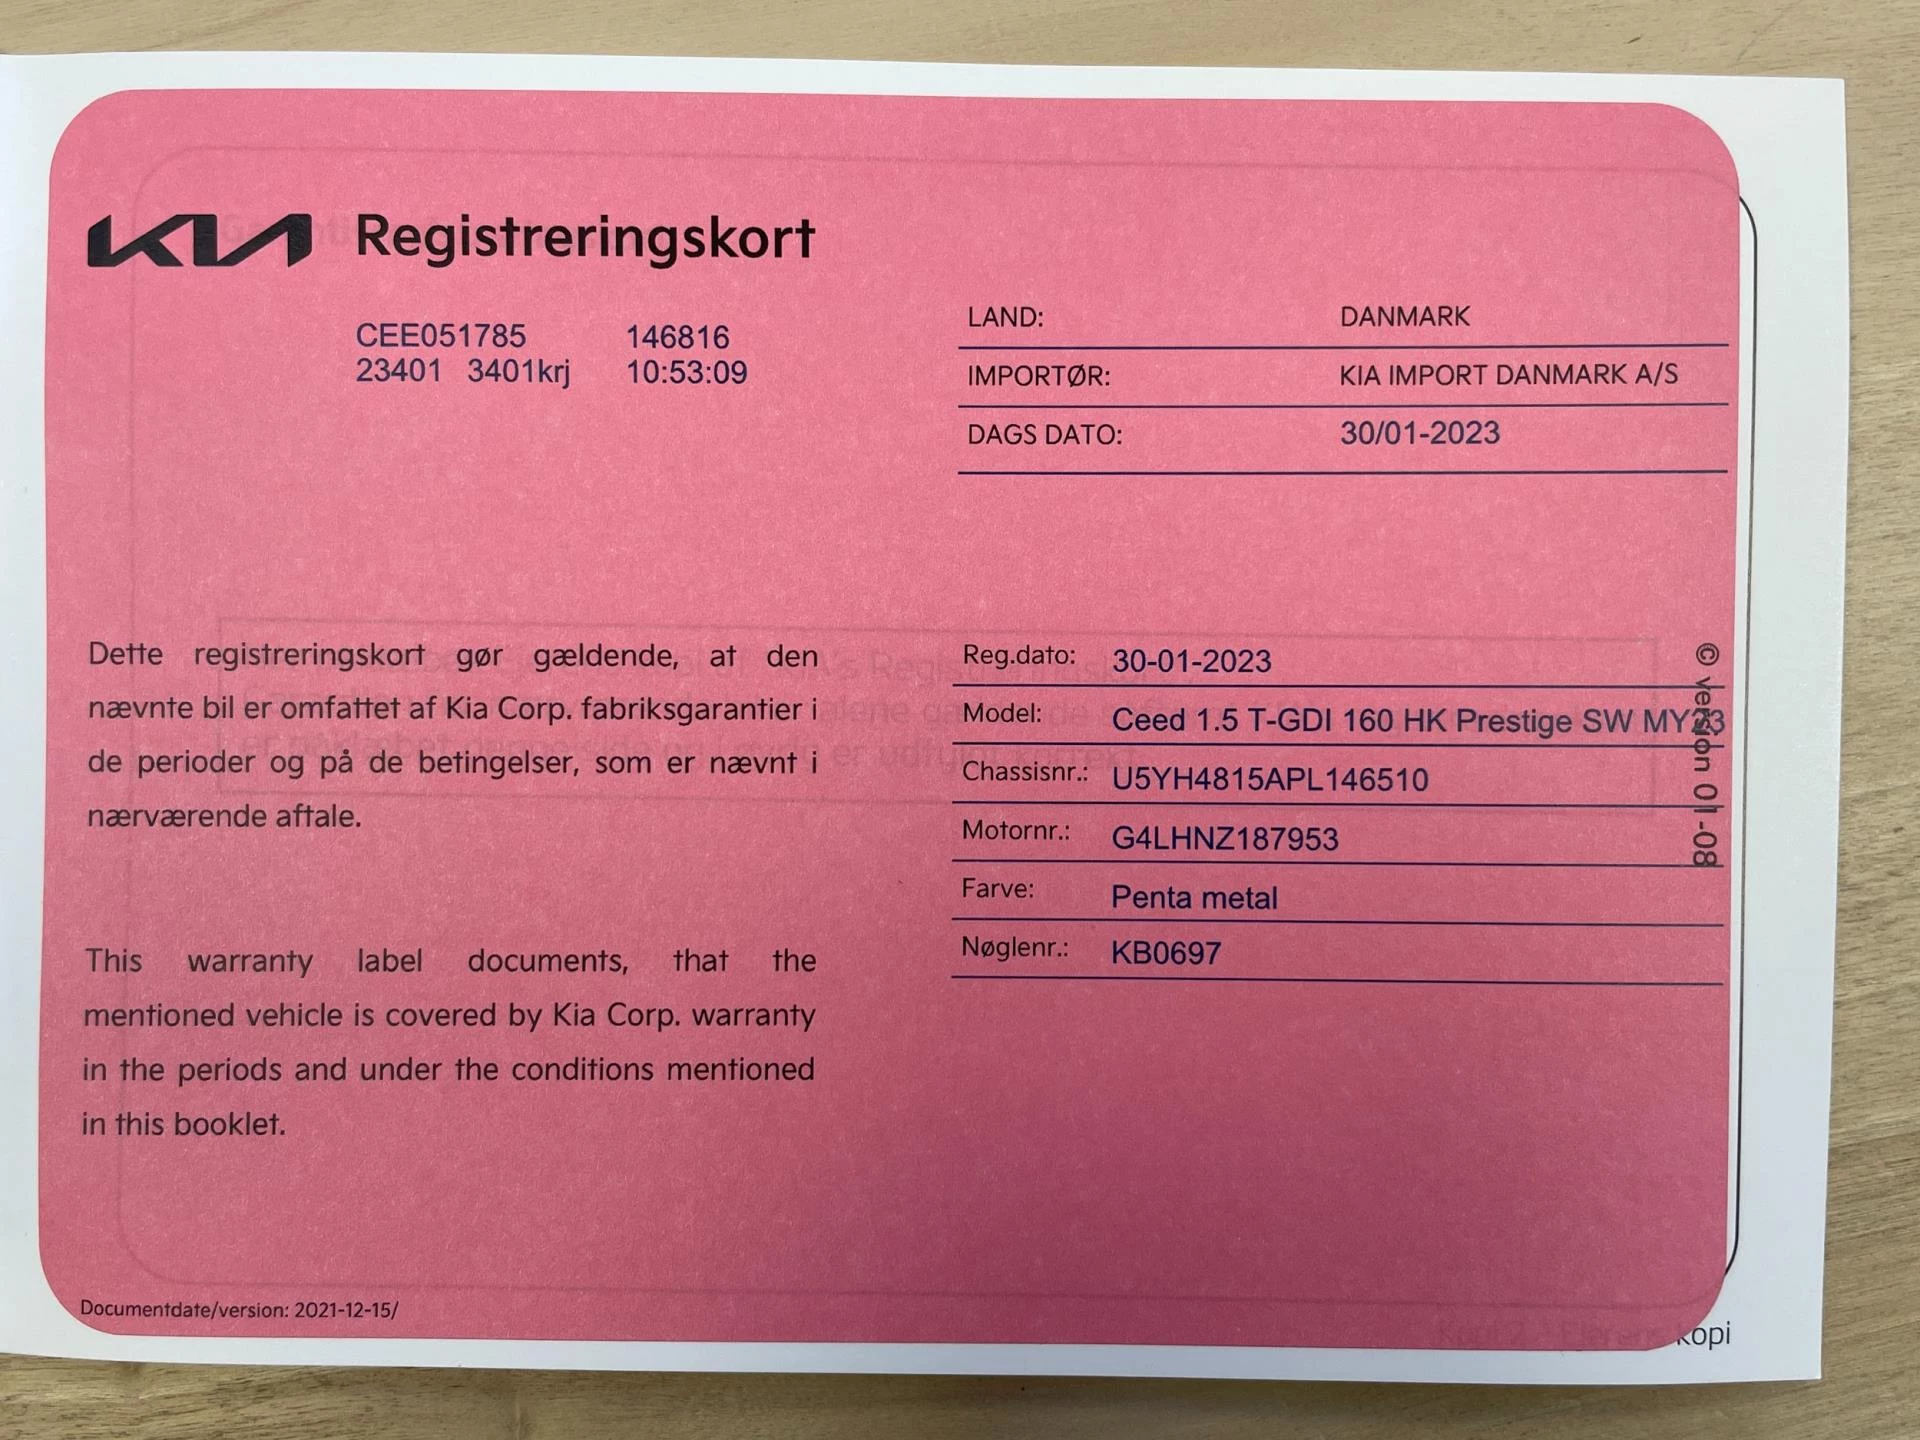 KIA Registreringskort
CEE051785 146816
23401 3401krj 10:53:09
LAND: DANMARK
IMPORTØR: KIA IMPORT DANMARK A/S
DAGS DATO: 30/01-2023
Dette registreringskort gør gældende, at den
nævnte bil er omfattet af Kia Corp. fabriksgarantier i
de perioder og på de betingelser, som er nævnt i
nærværende aftale.
This warranty label documents, that the
mentioned vehicle is covered by Kia Corp. warranty
in the periods and under the conditions mentioned
in this booklet.
Reg.dato: 30-01-2023
Model: Ceed 1.5 T-GDI 160 HK Prestige SW MY23
Chassisnr.: U5YH4815APL146510
Motornr.: G4LHNZ187953
Farve: Penta metal
Nøglenr.: KB0697
© version 01-08
Documentdate/version: 2021-12-15/
kopi